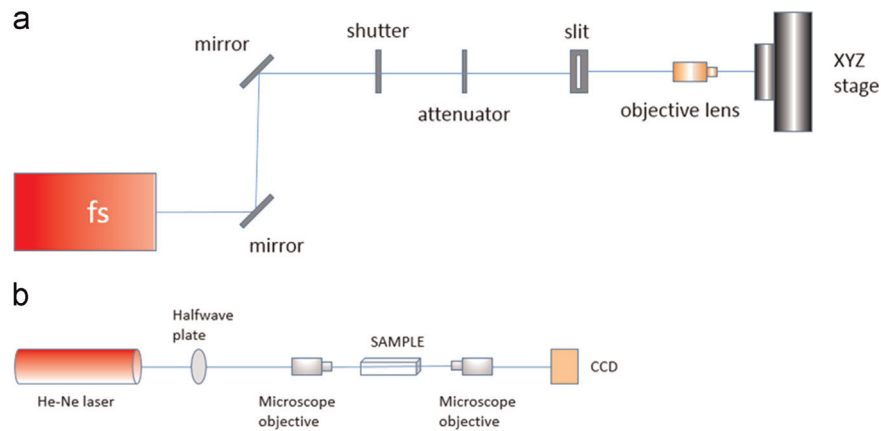 a
mirror
shutter
attenuator
slit
objective lens
XYZ
stage
fs
mirror
b
Halfwave
plate
SAMPLE
He-Ne laser
Microscope
objective
Microscope
objective
CCD